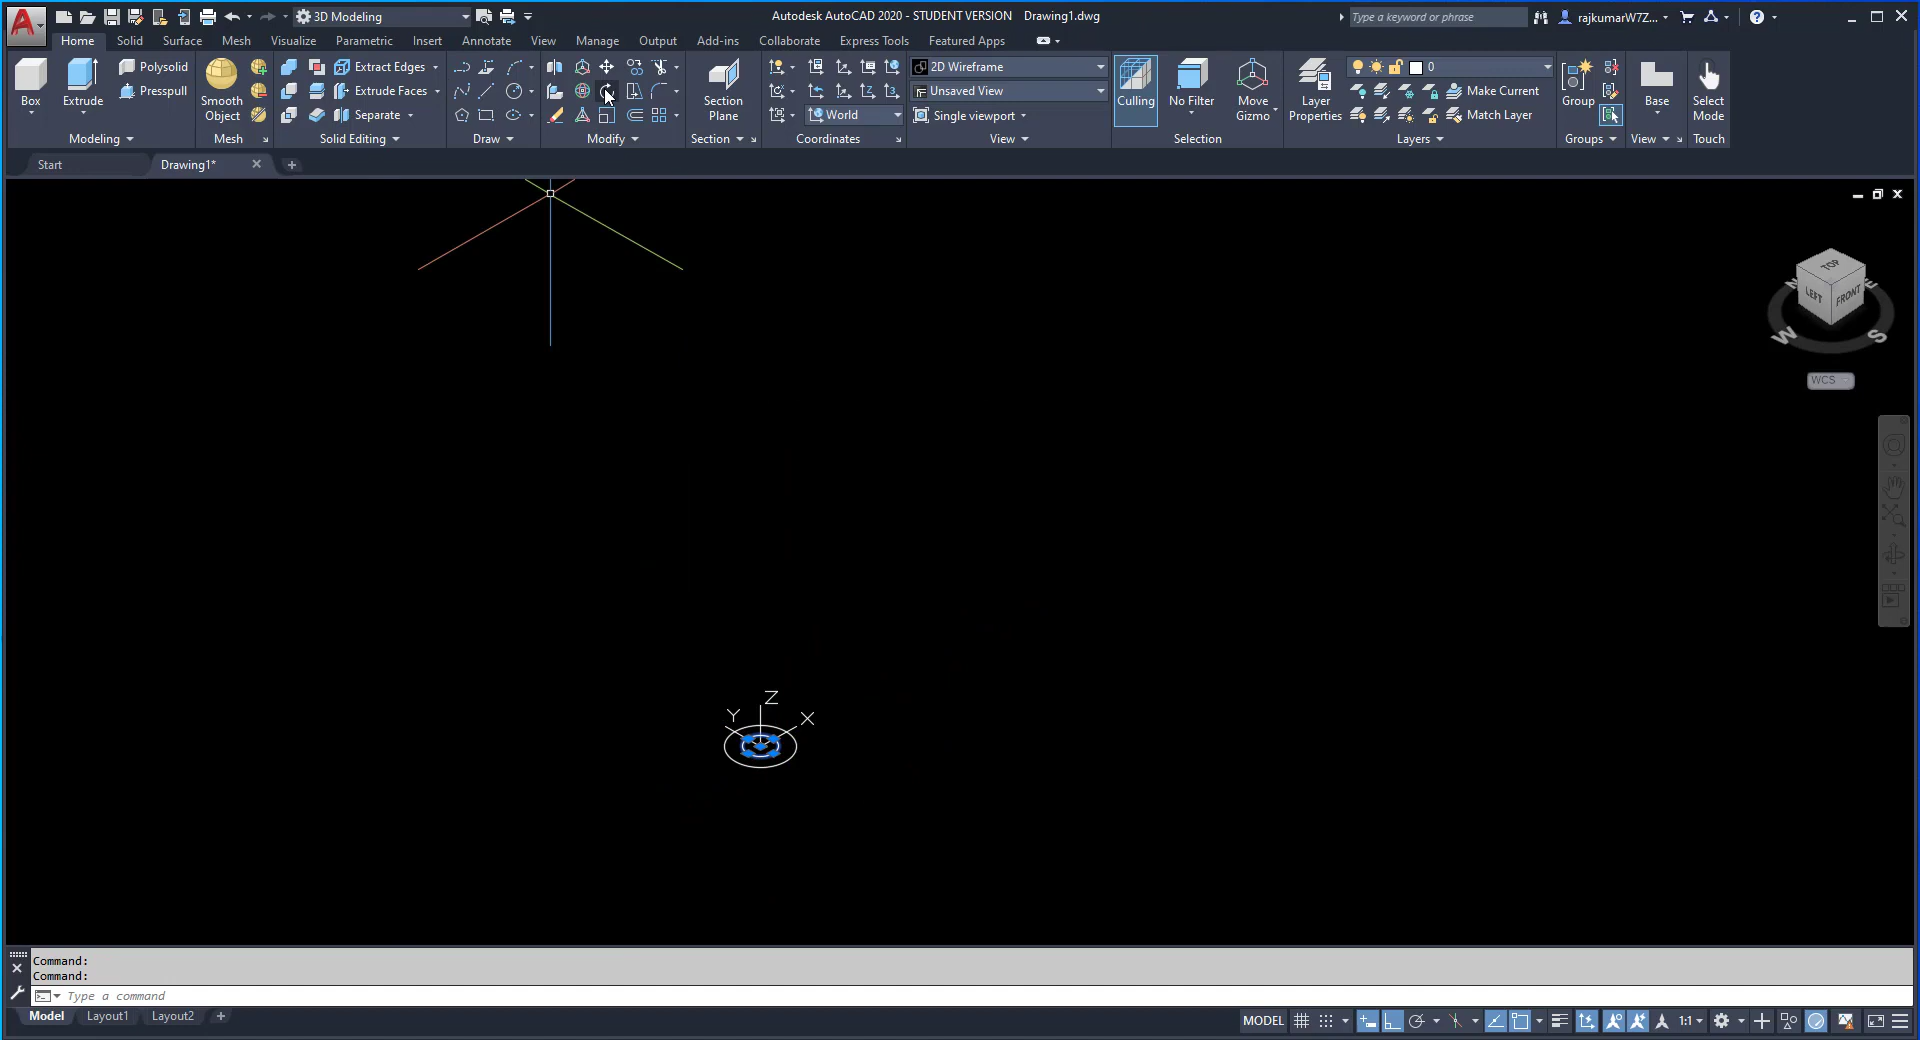 3D Modeling
Autodesk AutoCAD 2020 - STUDENT VERSION Drawing1.dwg
Type a keyword or phrase
rajkumarW7Z...
Home Solid Surface Mesh Visualize Parametric Insert Annotate View Manage Output Add-ins Collaborate Express Tools Featured Apps
Extract Edges 2D Wireframe 0
Polysolid
Box Extrude Presspull Smooth Object Extrude Faces Section Plane Unsaved View Culling No Filter Move Gizmo Layer Properties Make Current Group Base Select Mode
Separate World Single viewport Match Layer
Modeling Mesh Solid Editing Draw Modify Section Coordinates View Selection Layers Groups View Touch
Start Drawing1*
TOP
LEFT FRONT
N E
W S
WCS
Z
Y X
Command:
Command:
Type a command
Model Layout1 Layout2 +
MODEL 1:1